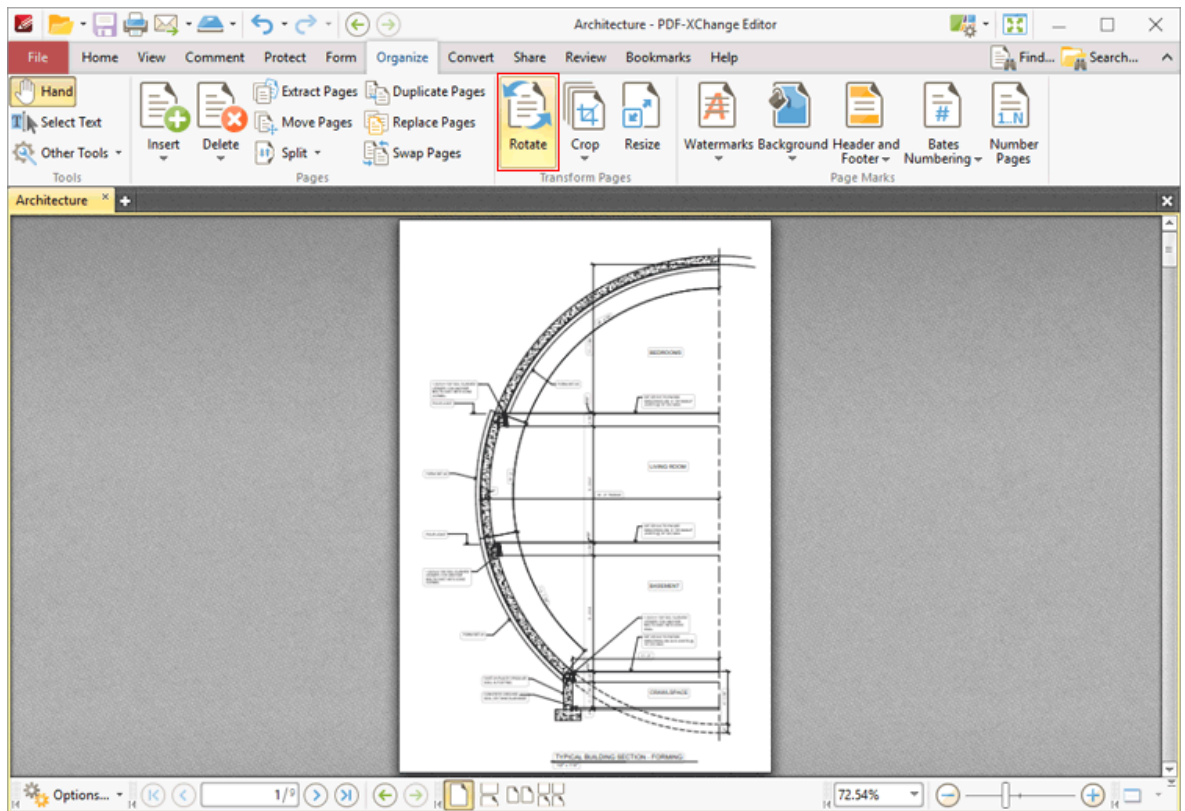 Architecture - PDF-XChange Editor
File Home View Comment Protect Form Organize Convert Share Review Bookmarks Help Find... Search...
Hand
Select Text
Other Tools
Tools
Insert
Delete
Extract Pages
Move Pages
Split
Duplicate Pages
Replace Pages
Swap Pages
Pages
Rotate
Crop
Resize
Transform Pages
Watermarks
Background
Header and
Footer
Bates
Numbering
Number
Pages
#
1..N
Page Marks
Architecture
BEDROOMS
LIVING ROOM
BASEMENT
CRAWLSPACE
TYPICAL BUILDING SECTION - FORMING
Options...
1/9
72.54%